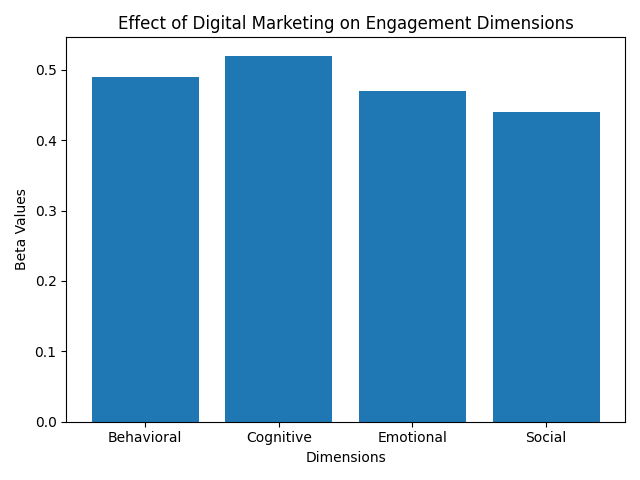 Effect of Digital Marketing on Engagement Dimensions
Beta Values
0.5
0.4
0.3
0.2
0.1
0.0
Behavioral Cognitive Emotional Social
Dimensions